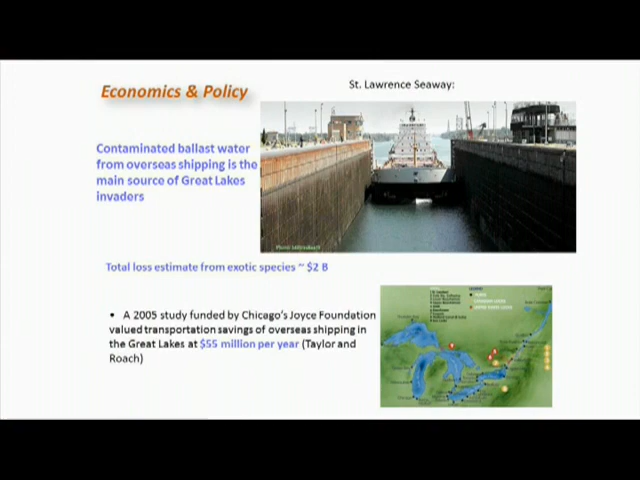 Economics & Policy
St. Lawrence Seaway:
Contaminated ballast water
from overseas shipping is the
main source of Great Lakes
invaders
Total loss estimate from exotic species ~ $2 B
• A 2005 study funded by Chicago's Joyce Foundation
valued transportation savings of overseas shipping in
the Great Lakes at $55 million per year (Taylor and
Roach)